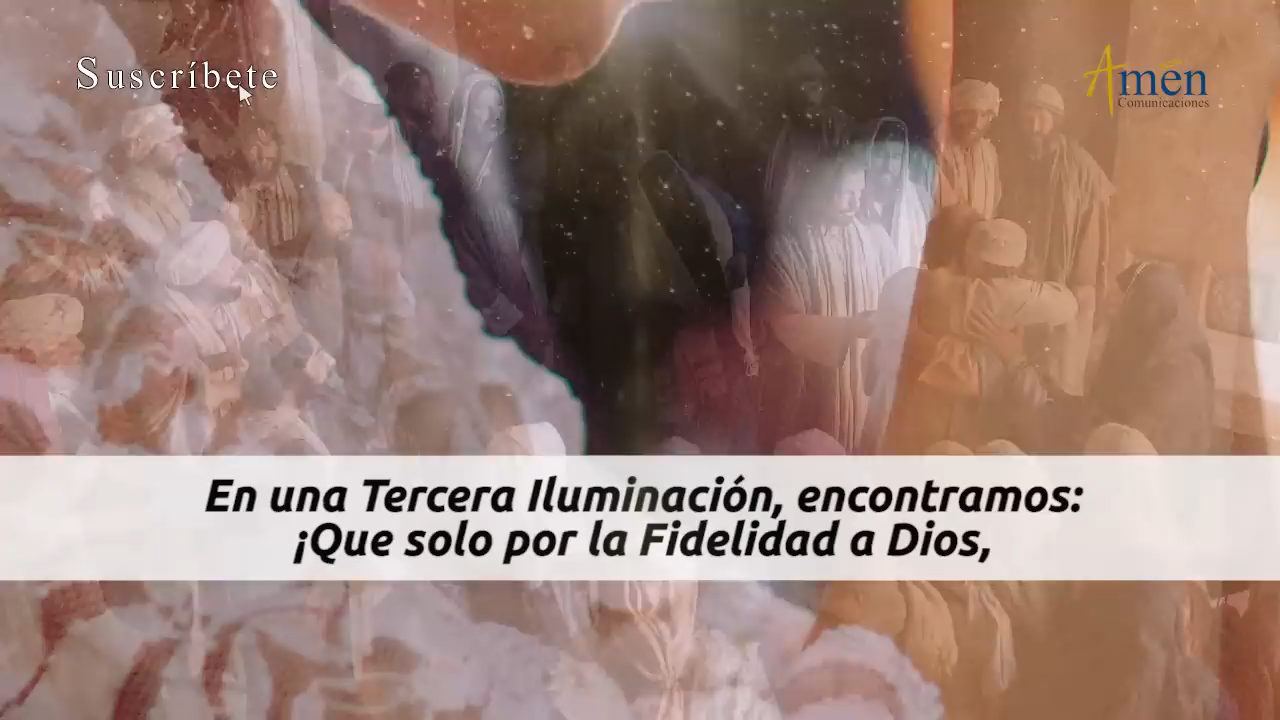 Suscríbete
Amén
Comunicaciones
En una Tercera Iluminación, encontramos:
¡Que solo por la Fidelidad a Dios,